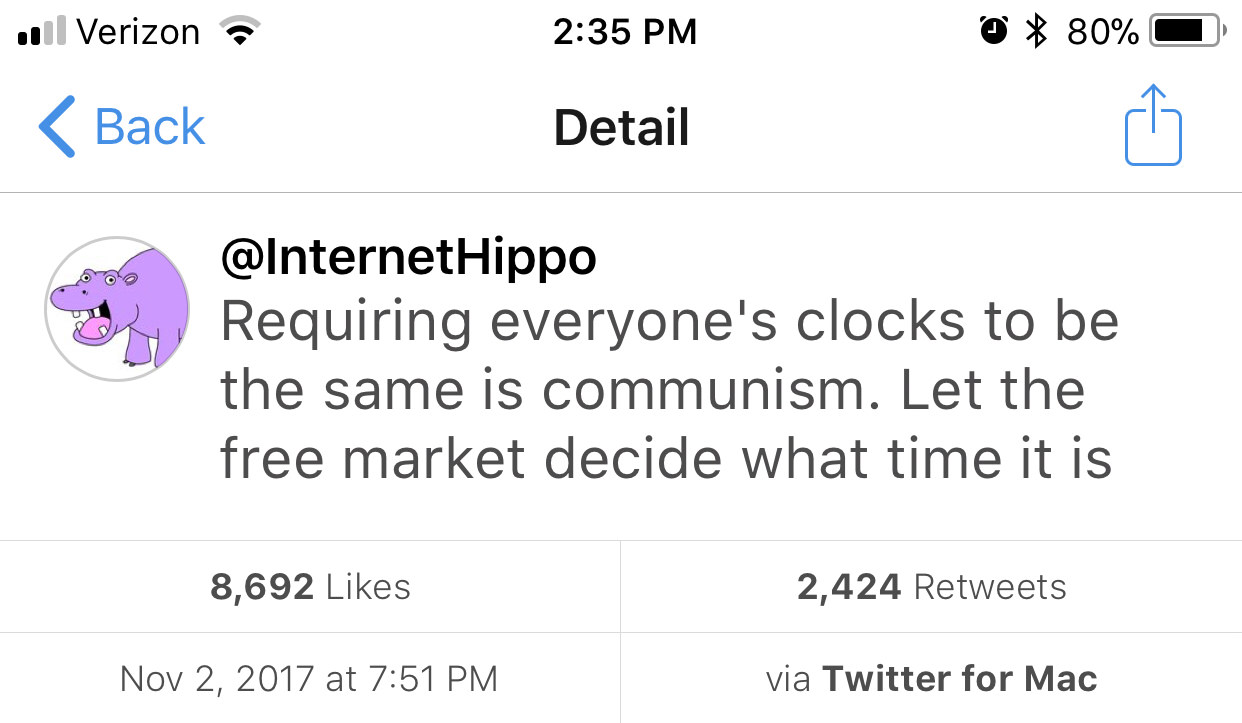 Verizon 2:35 PM 80%
Back Detail
@InternetHippo
Requiring everyone's clocks to be
the same is communism. Let the
free market decide what time it is
8,692 Likes 2,424 Retweets
Nov 2, 2017 at 7:51 PM via Twitter for Mac